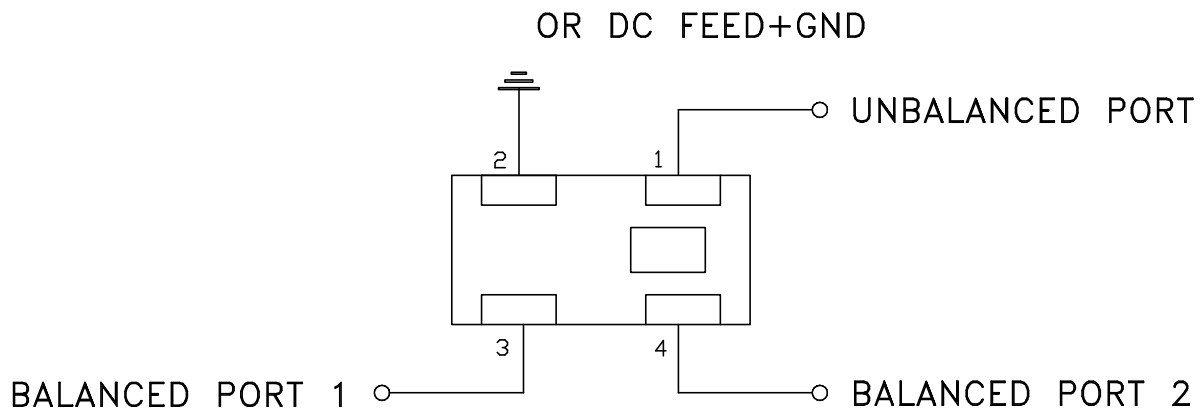 OR DC FEED+GND
UNBALANCED PORT
2
1
3
4
BALANCED PORT 1
BALANCED PORT 2